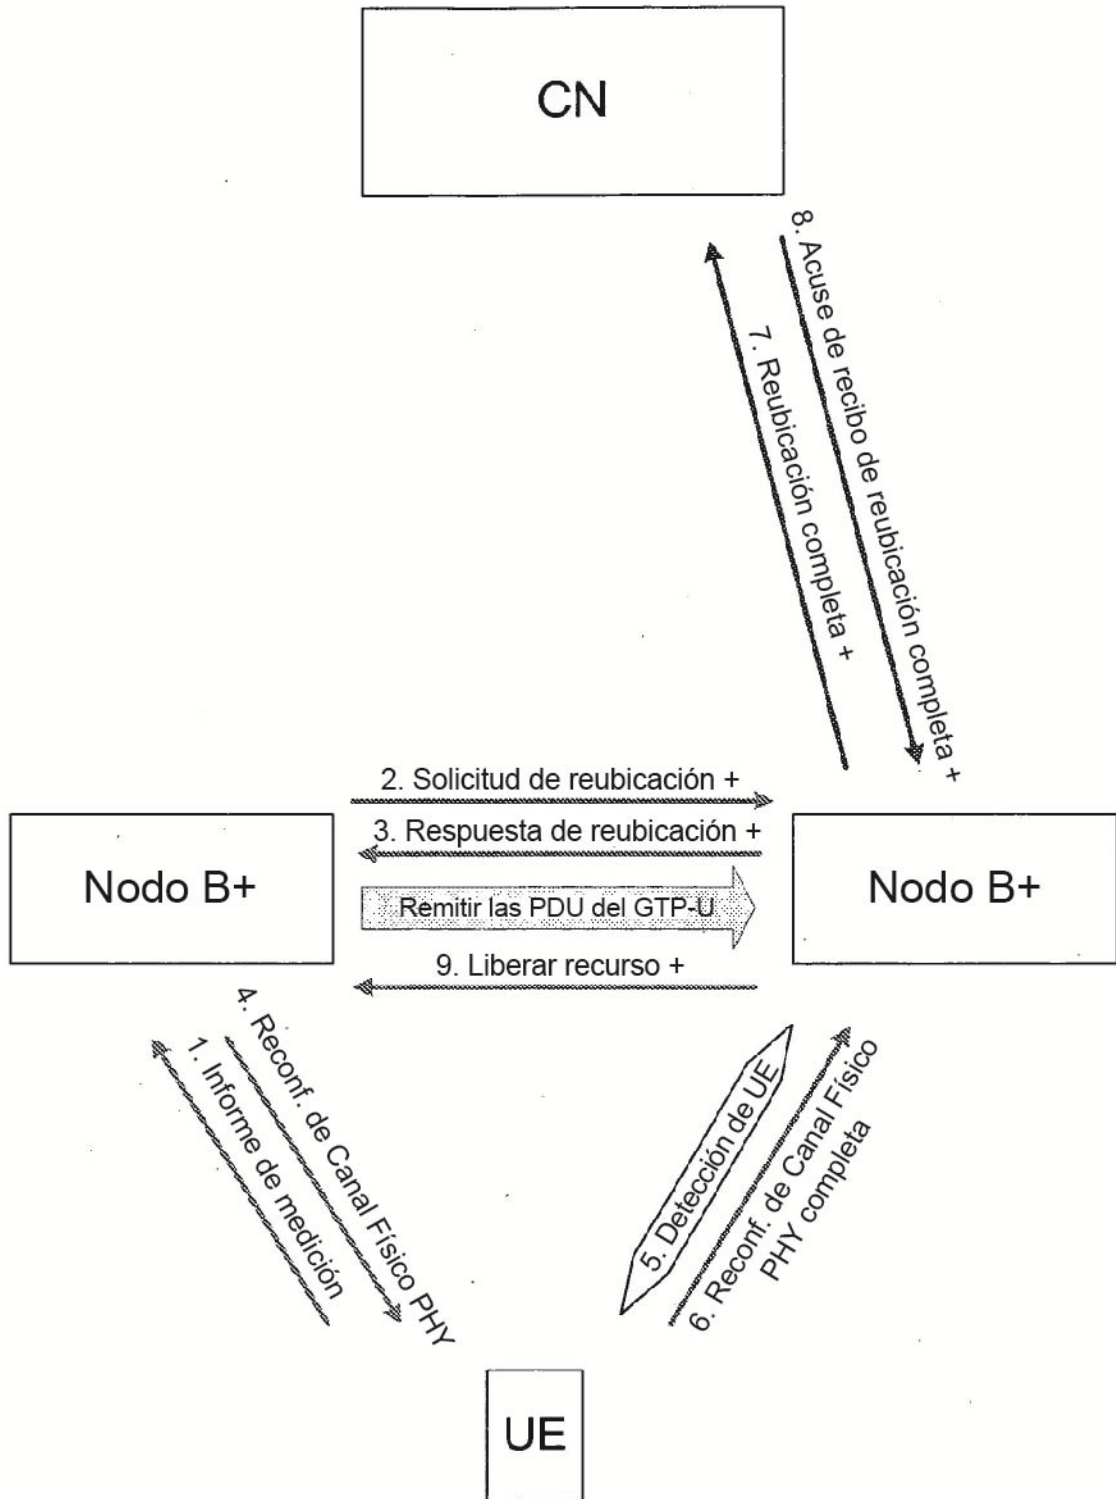 CN
8. Acuse de recibo de reubicación completa +
7. Reubicación completa +
2. Solicitud de reubicación +
3. Respuesta de reubicación +
Nodo B+
Remitir las PDU del GTP-U
Nodo B+
9. Liberar recurso +
4. Reconf. de Canal Físico PHY
1. Informe de medición
5. Detección de UE
6. Reconf. de Canal Físico
PHY completa
UE